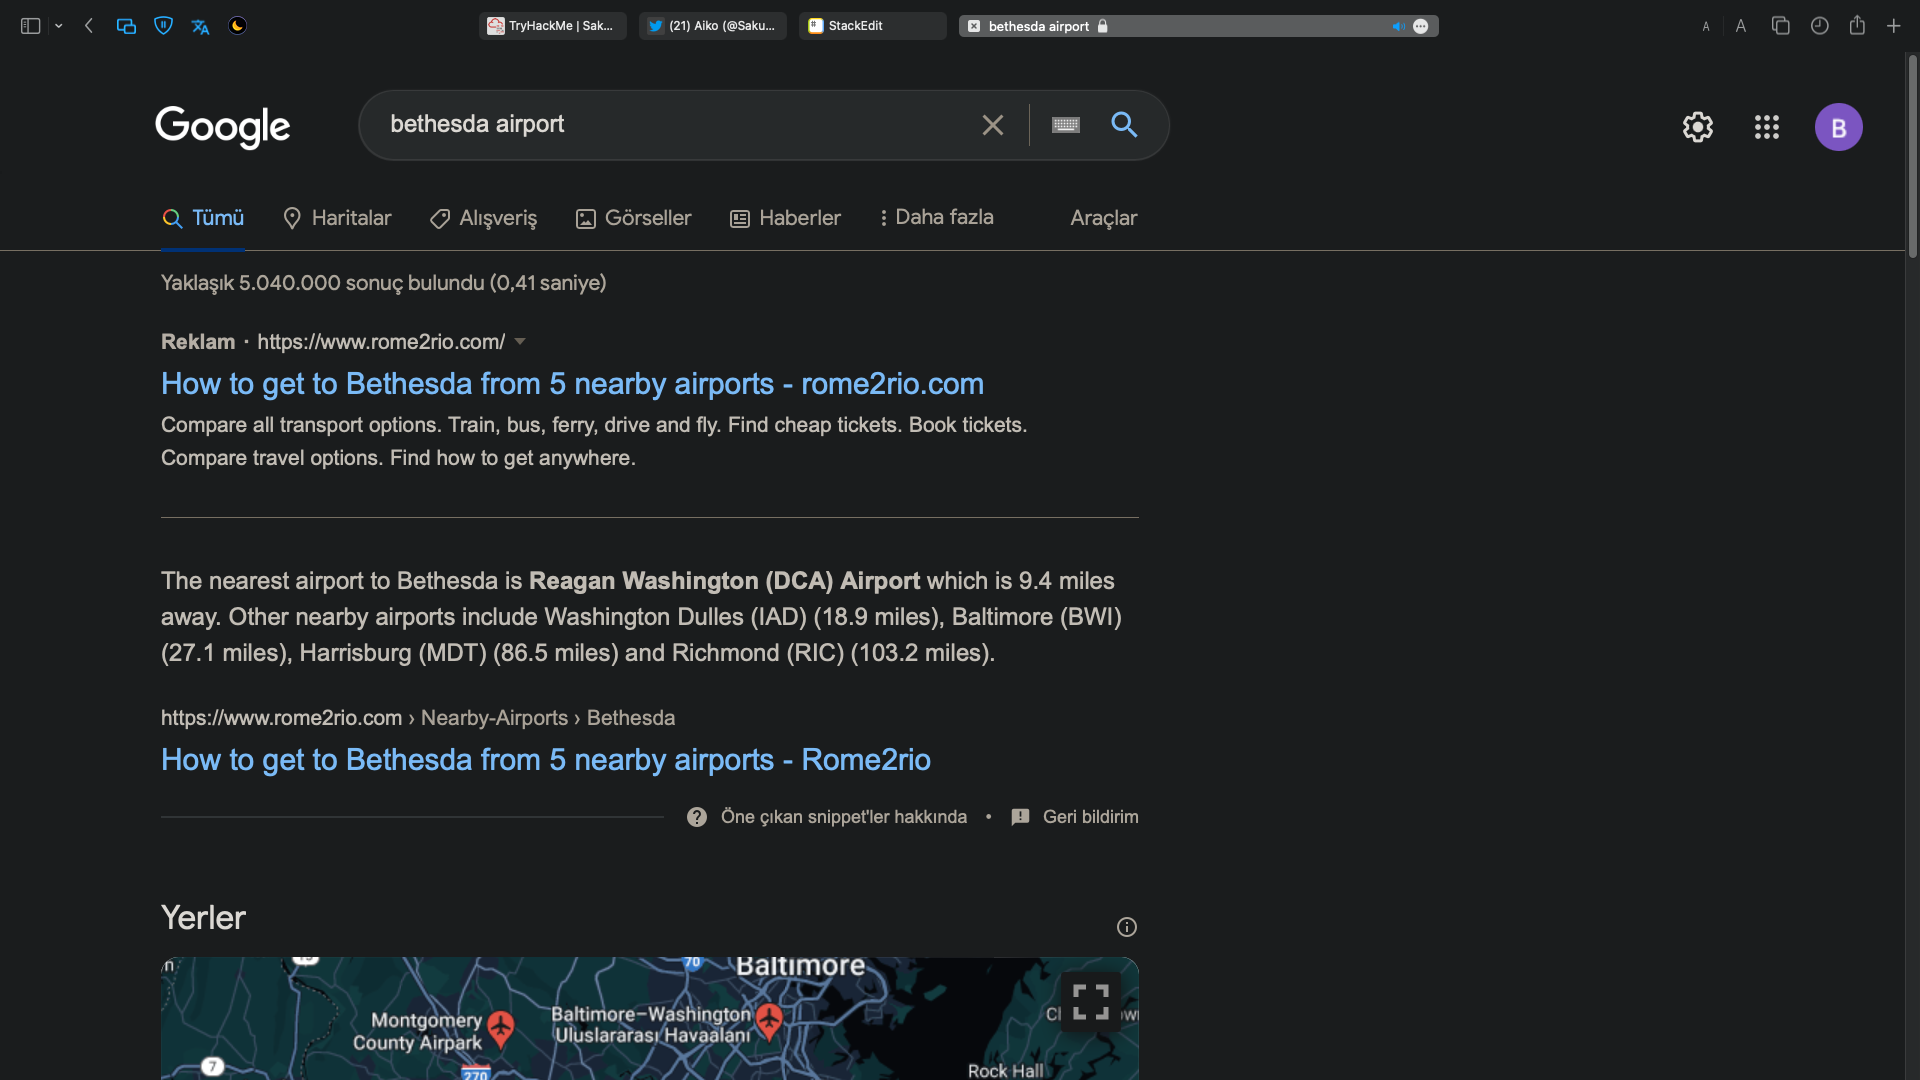 TryHackMe | Sak...
(21) Aiko (@Saku...
StackEdit
bethesda airport
A A
Google
bethesda airport
B
Tümü Haritalar Alışveriş Görseller Haberler Daha fazla Araçlar
Yaklaşık 5.040.000 sonuç bulundu (0,41 saniye)
Reklam · https://www.rome2rio.com/
How to get to Bethesda from 5 nearby airports - rome2rio.com
Compare all transport options. Train, bus, ferry, drive and fly. Find cheap tickets. Book tickets.
Compare travel options. Find how to get anywhere.
The nearest airport to Bethesda is Reagan Washington (DCA) Airport which is 9.4 miles
away. Other nearby airports include Washington Dulles (IAD) (18.9 miles), Baltimore (BWI)
(27.1 miles), Harrisburg (MDT) (86.5 miles) and Richmond (RIC) (103.2 miles).
https://www.rome2rio.com › Nearby-Airports › Bethesda
How to get to Bethesda from 5 nearby airports - Rome2rio
Öne çıkan snippet'ler hakkında • Geri bildirim
Yerler
70
Baltimore
Montgomery
County Airpark
Baltimore–Washington
Uluslararası Havaalanı
7
270
Rock Hall